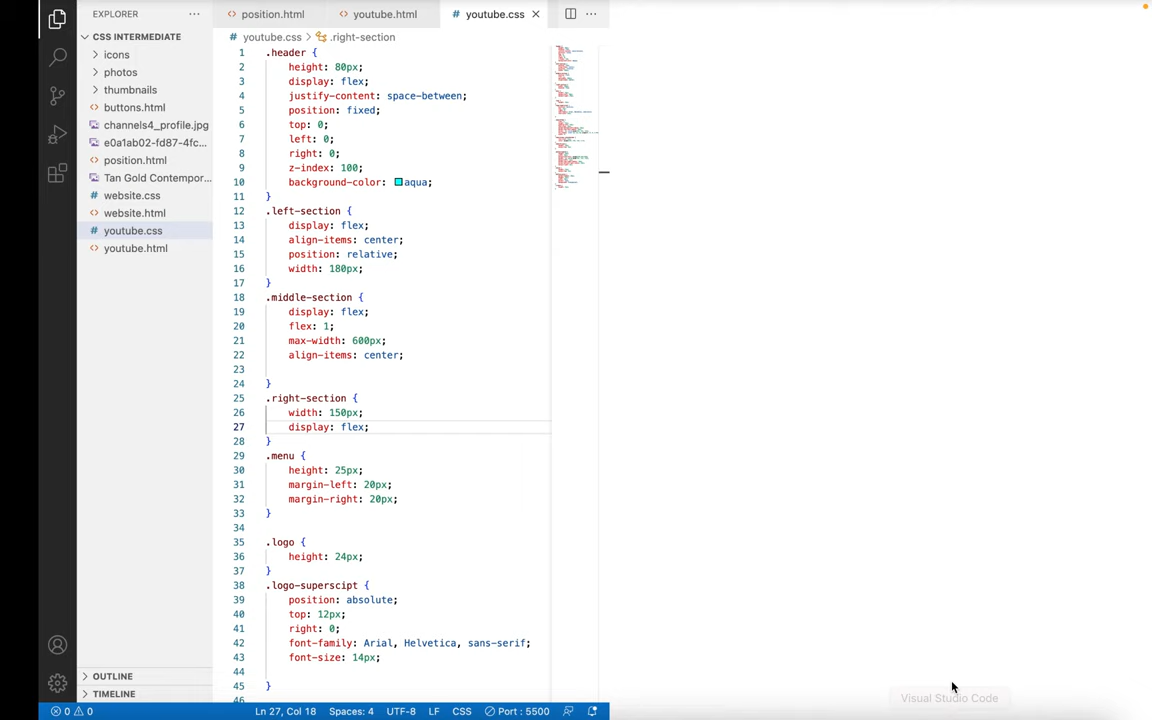 EXPLORER
position.html
youtube.html
youtube.css
CSS INTERMEDIATE
icons
photos
thumbnails
buttons.html
channels4_profile.jpg
e0a1ab02-fd87-4fc...
position.html
Tan Gold Contempor...
website.css
website.html
youtube.css
youtube.html
OUTLINE
TIMELINE
youtube.css > .right-section
1 .header {
2 height: 80px;
3 display: flex;
4 justify-content: space-between;
5 position: fixed;
6 top: 0;
7 left: 0;
8 right: 0;
9 z-index: 100;
10 background-color: aqua;
11 }
12 .left-section {
13 display: flex;
14 align-items: center;
15 position: relative;
16 width: 180px;
17 }
18 .middle-section {
19 display: flex;
20 flex: 1;
21 max-width: 600px;
22 align-items: center;
23
24 }
25 .right-section {
26 width: 150px;
27 display: flex;
28 }
29 .menu {
30 height: 25px;
31 margin-left: 20px;
32 margin-right: 20px;
33 }
34
35 .logo {
36 height: 24px;
37 }
38 .logo-superscipt {
39 position: absolute;
40 top: 12px;
41 right: 0;
42 font-family: Arial, Helvetica, sans-serif;
43 font-size: 14px;
44
45 }
46
Visual Studio Code
0 0 Ln 27, Col 18 Spaces: 4 UTF-8 LF CSS Port : 5500